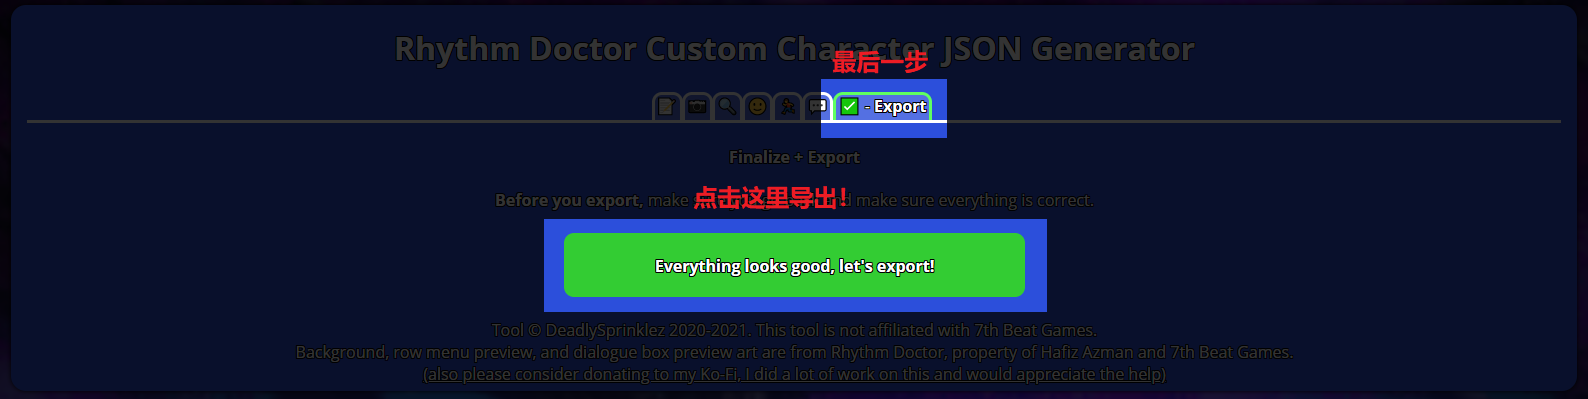 Rhythm Doctor Custom Character JSON Generator
最后一步
- Export
Finalize + Export
点击这里导出!
Before you export, make and make sure everything is correct.
Everything looks good, let's export!
Tool © DeadlySprinklez 2020-2021. This tool is not affiliated with 7th Beat Games.
Background, row menu preview, and dialogue box preview art are from Rhythm Doctor, property of Hafiz Azman and 7th Beat Games.
(also please consider donating to my Ko-Fi, I did a lot of work on this and would appreciate the help)